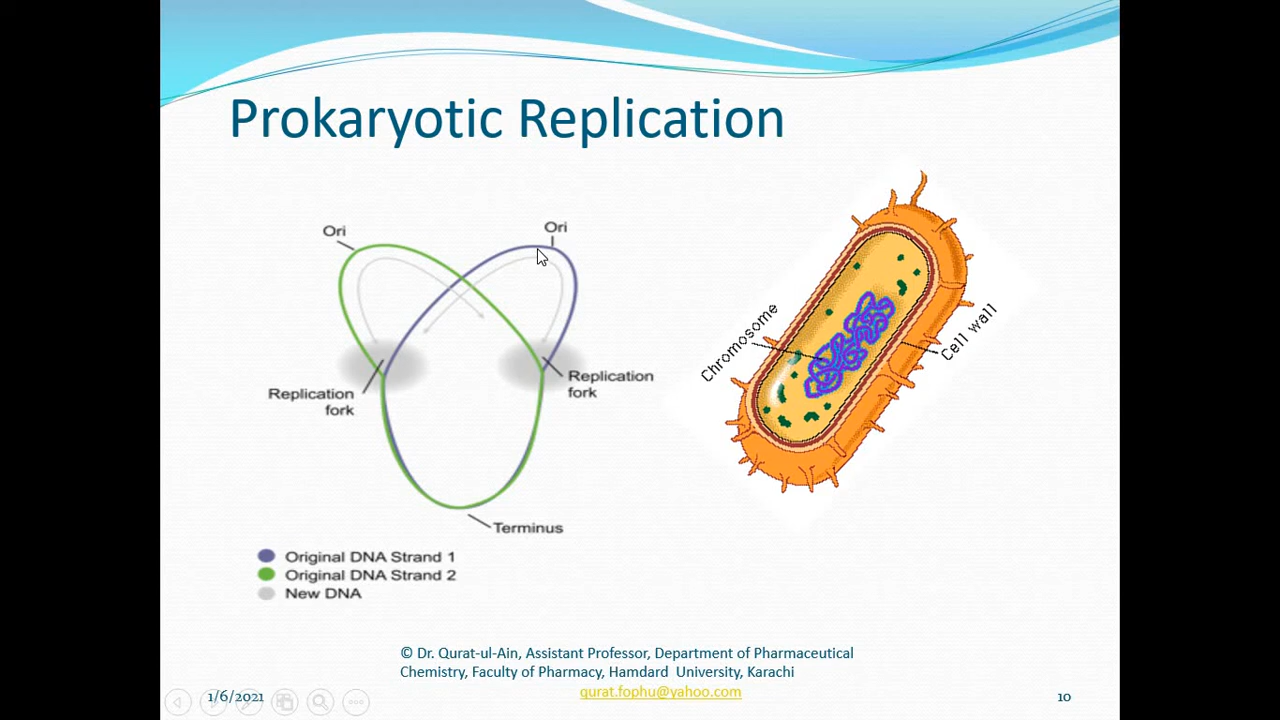 Prokaryotic Replication
Ori
Ori
Replication
fork
Replication
fork
Terminus
Original DNA Strand 1
Original DNA Strand 2
New DNA
Chromosome
Cell wall
© Dr. Qurat-ul-Ain, Assistant Professor, Department of Pharmaceutical
Chemistry, Faculty of Pharmacy, Hamdard University, Karachi
1/6/2021
qurat.fophu@yahoo.com
10